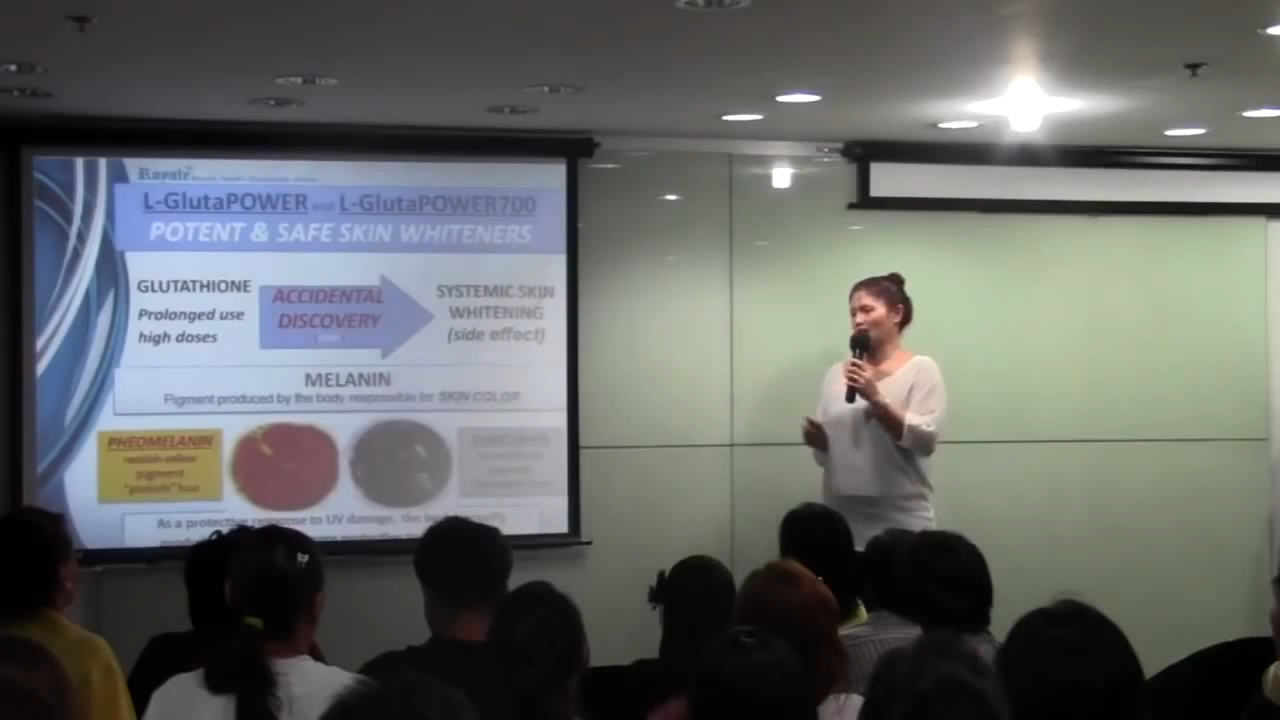 Royale
L-GlutaPOWER and L-GlutaPOWER700
POTENT & SAFE SKIN WHITENERS
GLUTATHIONE
Prolonged use
high doses
ACCIDENTAL
DISCOVERY
SYSTEMIC SKIN
WHITENING
(side effect)
MELANIN
Pigment produced by the body responsible for SKIN COLOR
PHEOMELANIN
reddish-yellow
pigment
hue
As a protective response to UV damage, the body